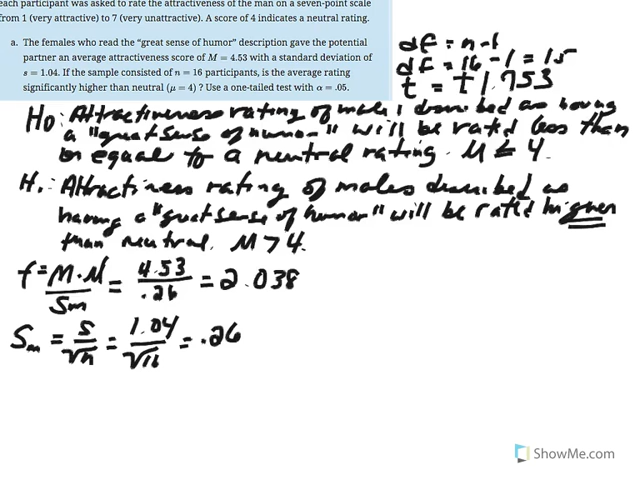 each participant was asked to rate the attractiveness of the man on a seven-point scale
from 1 (very attractive) to 7 (very unattractive). A score of 4 indicates a neutral rating.
a. The females who read the "great sense of humor" description gave the potential
partner an average attractiveness score of M = 4.53 with a standard deviation of
s = 1.04. If the sample consisted of n = 16 participants, is the average rating
significantly higher than neutral (μ = 4) ? Use a one-tailed test with α = .05.
df = n-1
df = 16-1 = 15
t = +1.753
Ho: Attractiveness rating of males described as having
a "great sense of humor" will be rated less than
or equal to a neutral rating. M ≤ 4.
H1: Attractiness rating of males described as
having a "great sense of humor" will be rated higher
than neutral. M > 4.
t = M-M/Sm = 4.53/.26 = 2.038
Sm = s/√n = 1.04/√16 = .26
ShowMe.com